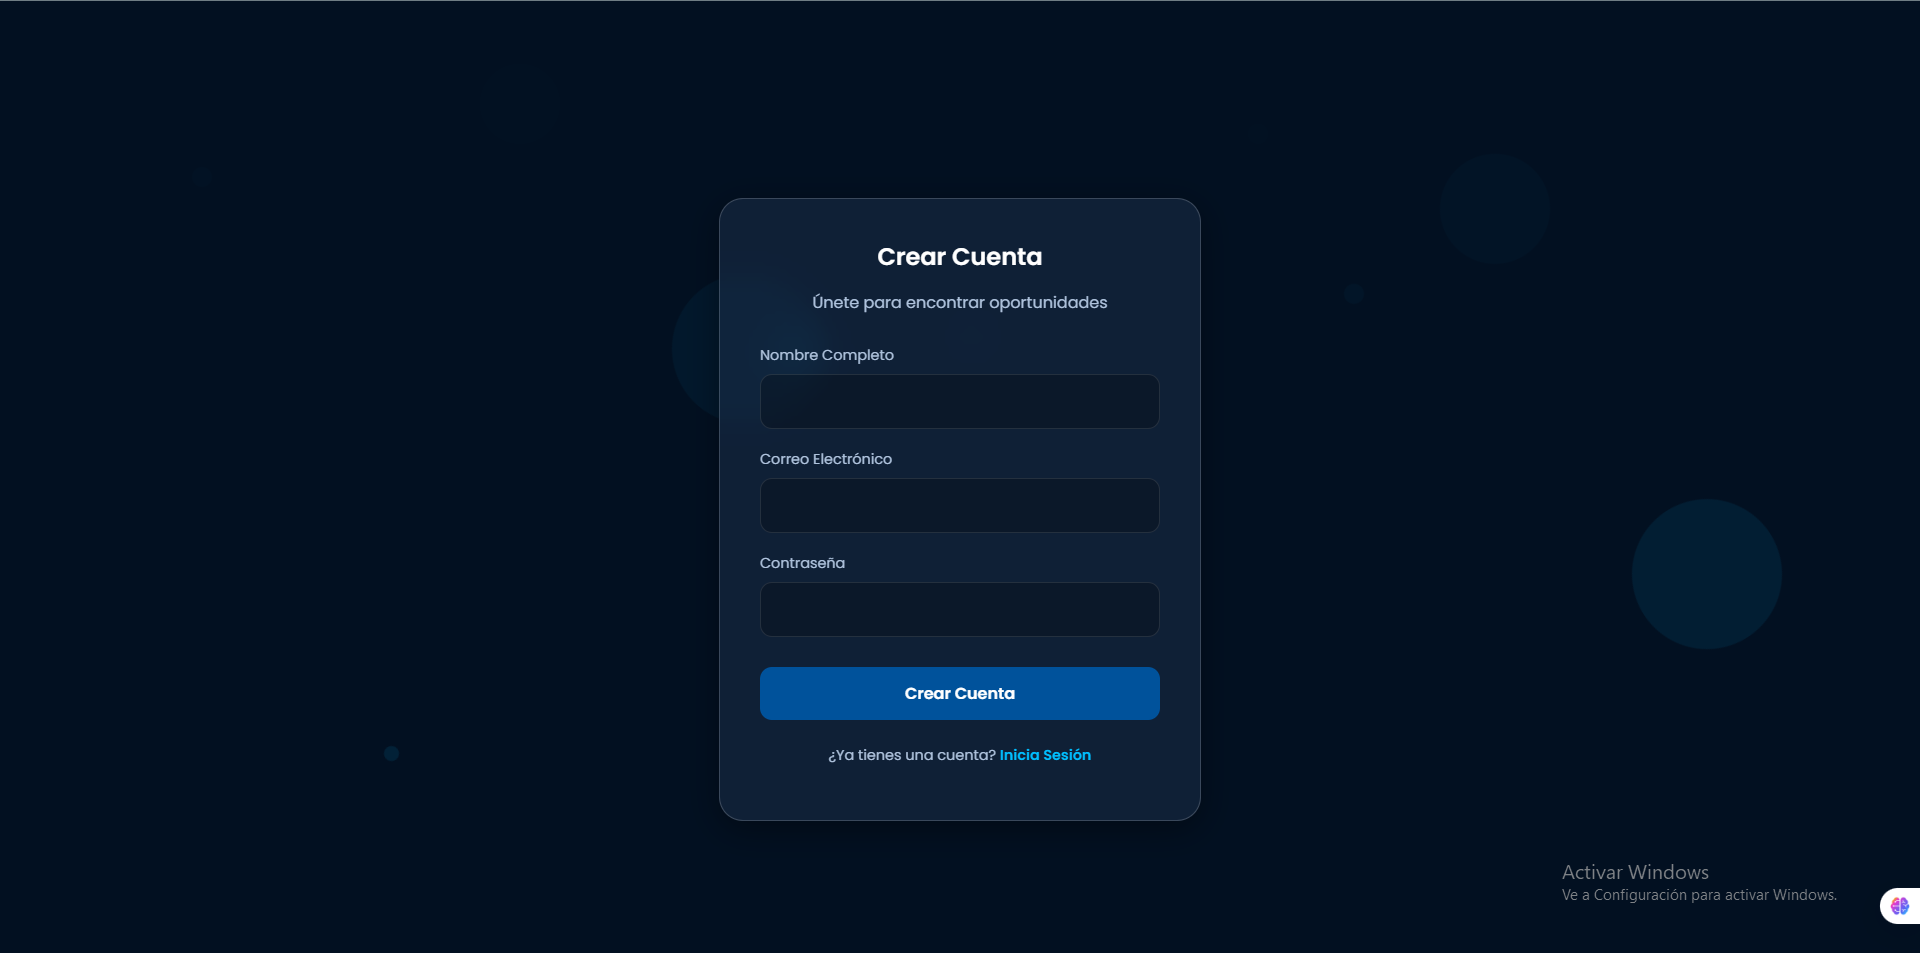 Crear Cuenta
Únete para encontrar oportunidades
Nombre Completo
Correo Electrónico
Contraseña
Crear Cuenta
¿Ya tienes una cuenta? Inicia Sesión
Activar Windows
Ve a Configuración para activar Windows.